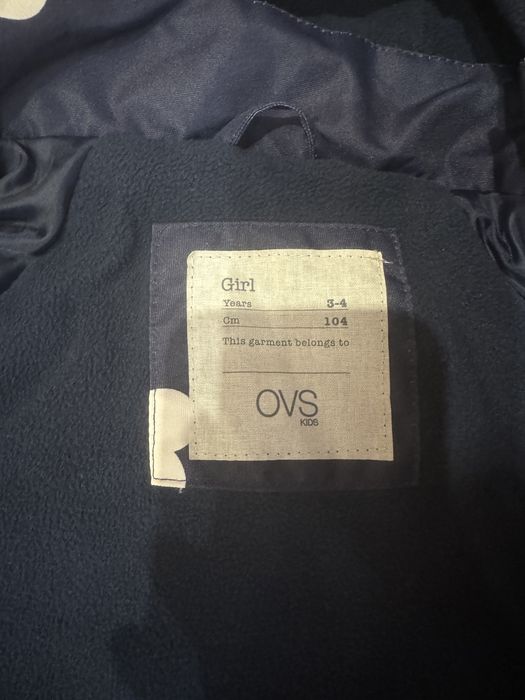 Girl
Years 3-4
Cm 104
This garment belongs to
OVS
KIDS